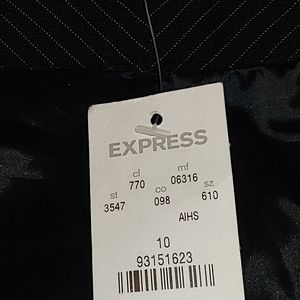 EXPRESS
cl mf
770 06316
st co sz
3547 098 610
AIHS
10
93151623